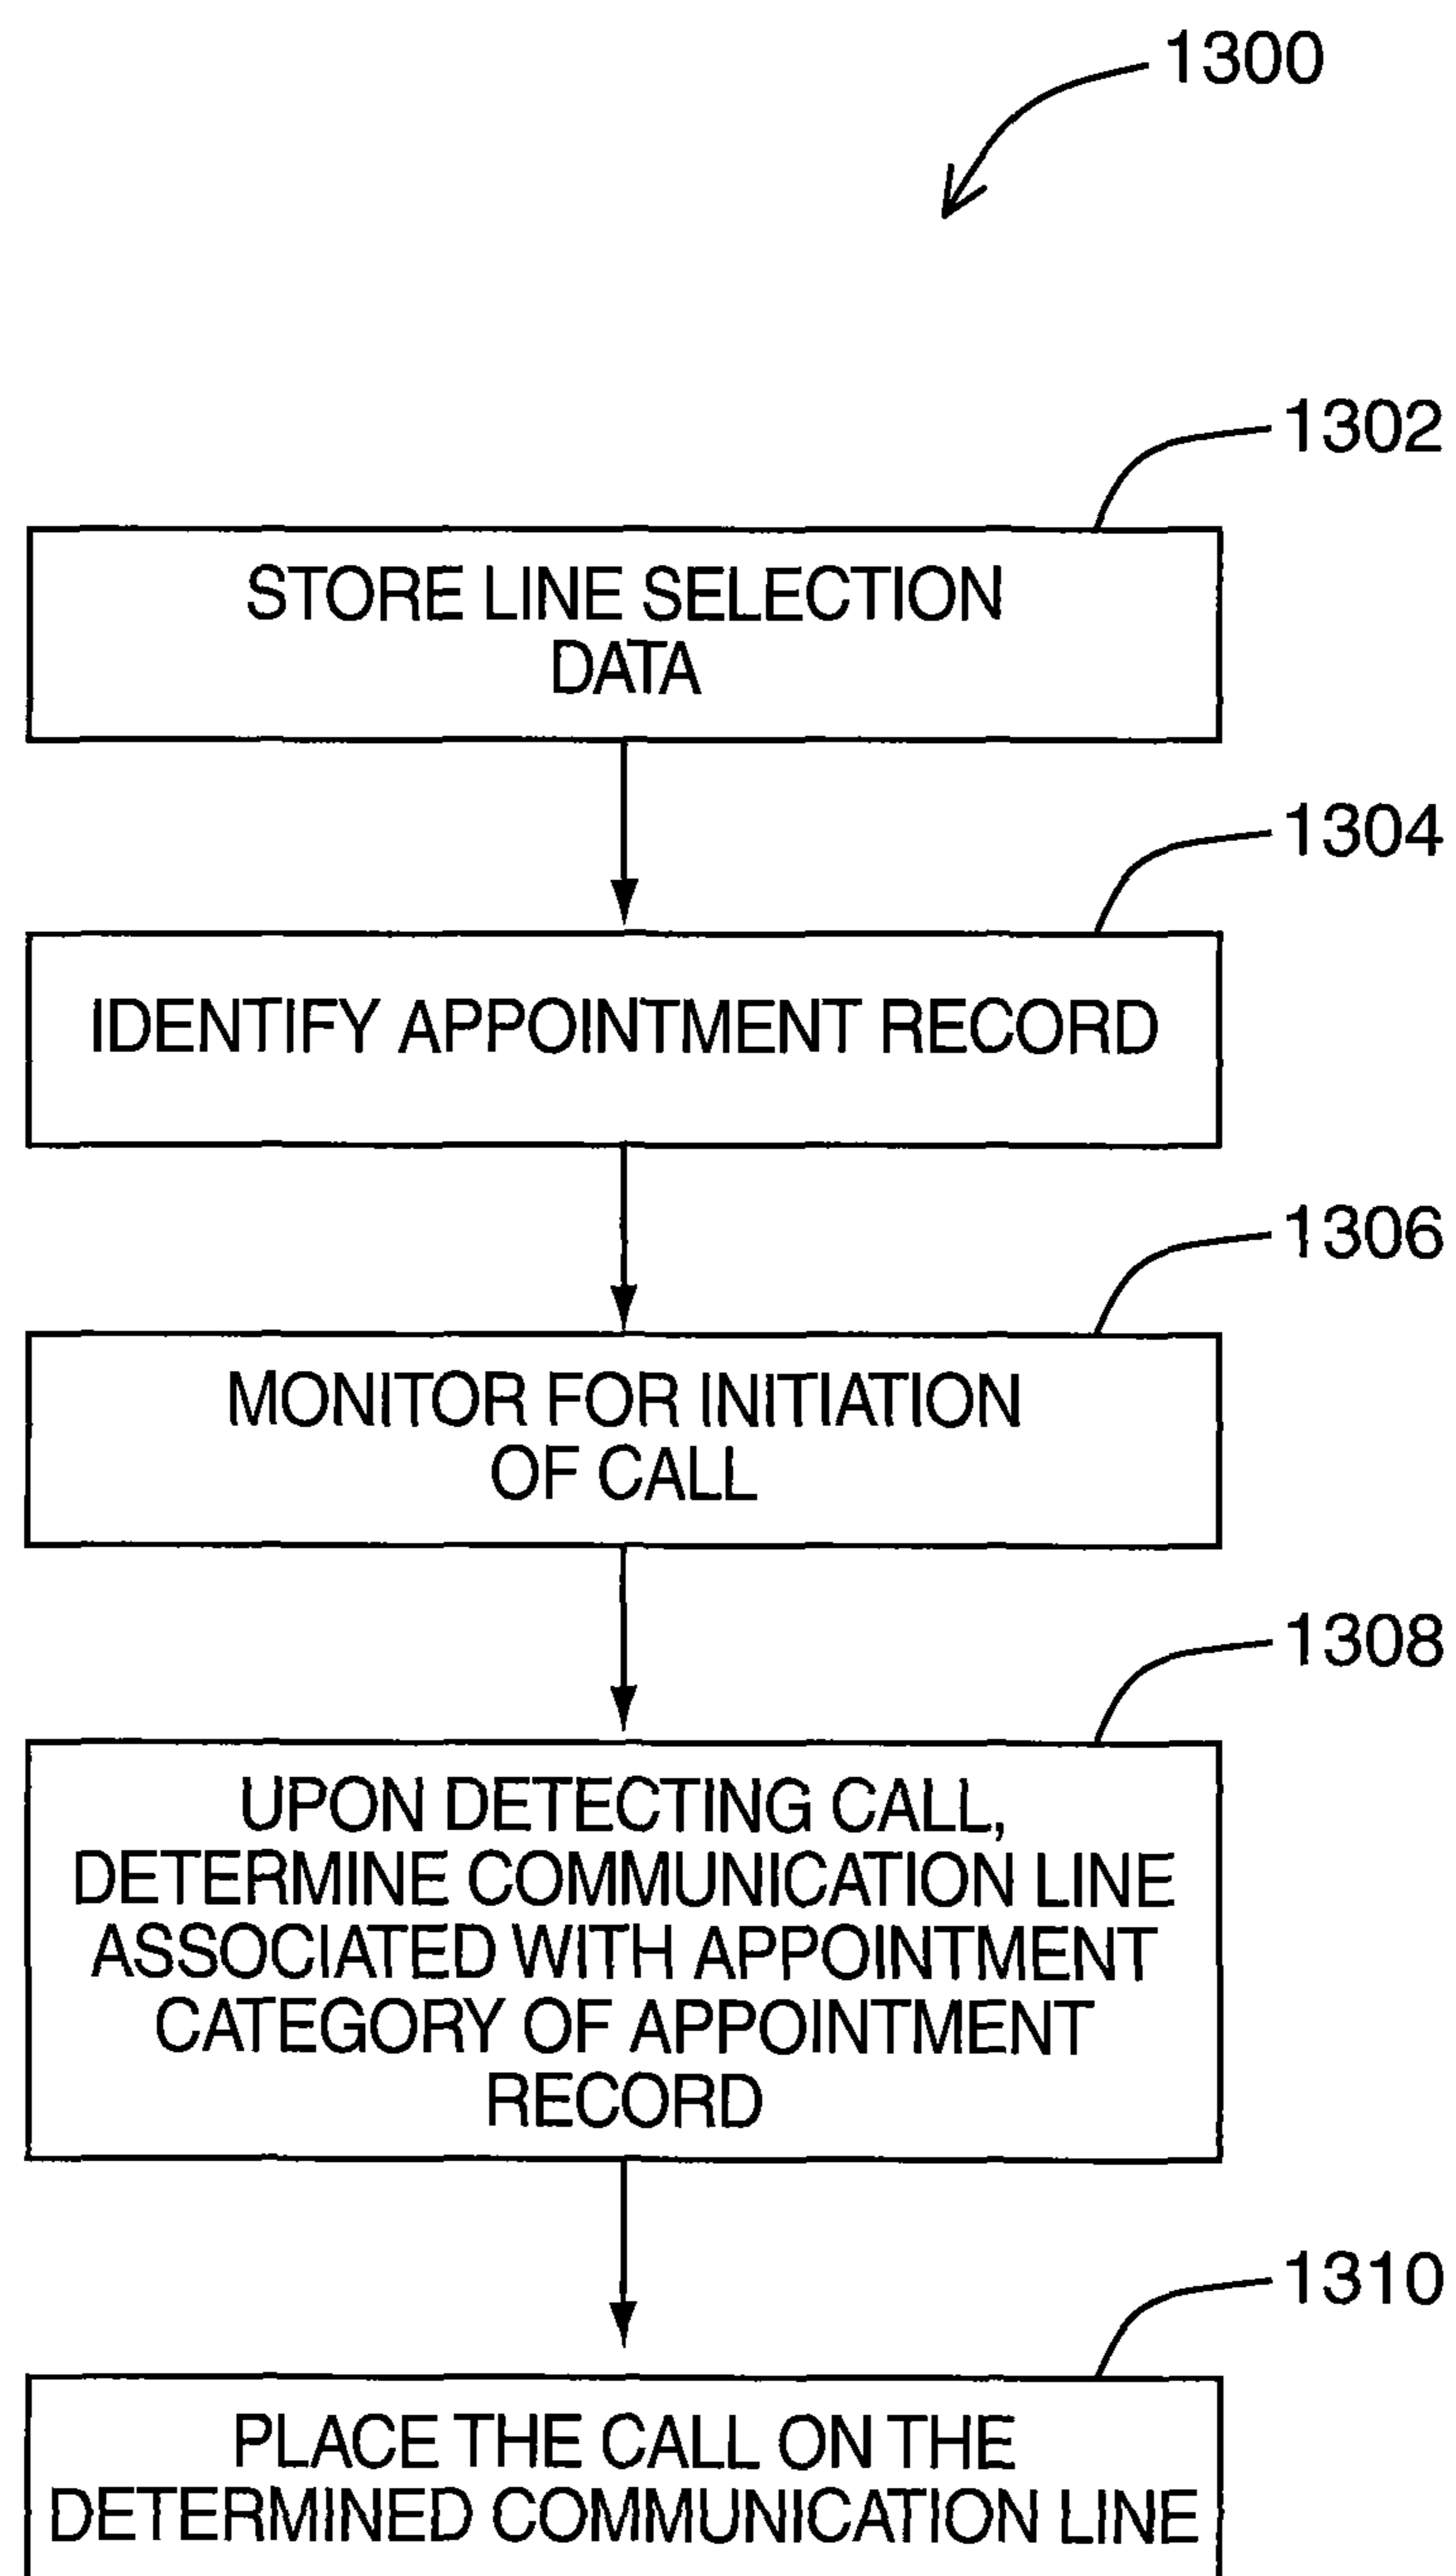 1300
1302
STORE LINE SELECTION
DATA
1304
IDENTIFY APPOINTMENT RECORD
1306
MONITOR FOR INITIATION
OF CALL
1308
UPON DETECTING CALL,
DETERMINE COMMUNICATION LINE
ASSOCIATED WITH APPOINTMENT
CATEGORY OF APPOINTMENT
RECORD
1310
PLACE THE CALL ON THE
DETERMINED COMMUNICATION LINE